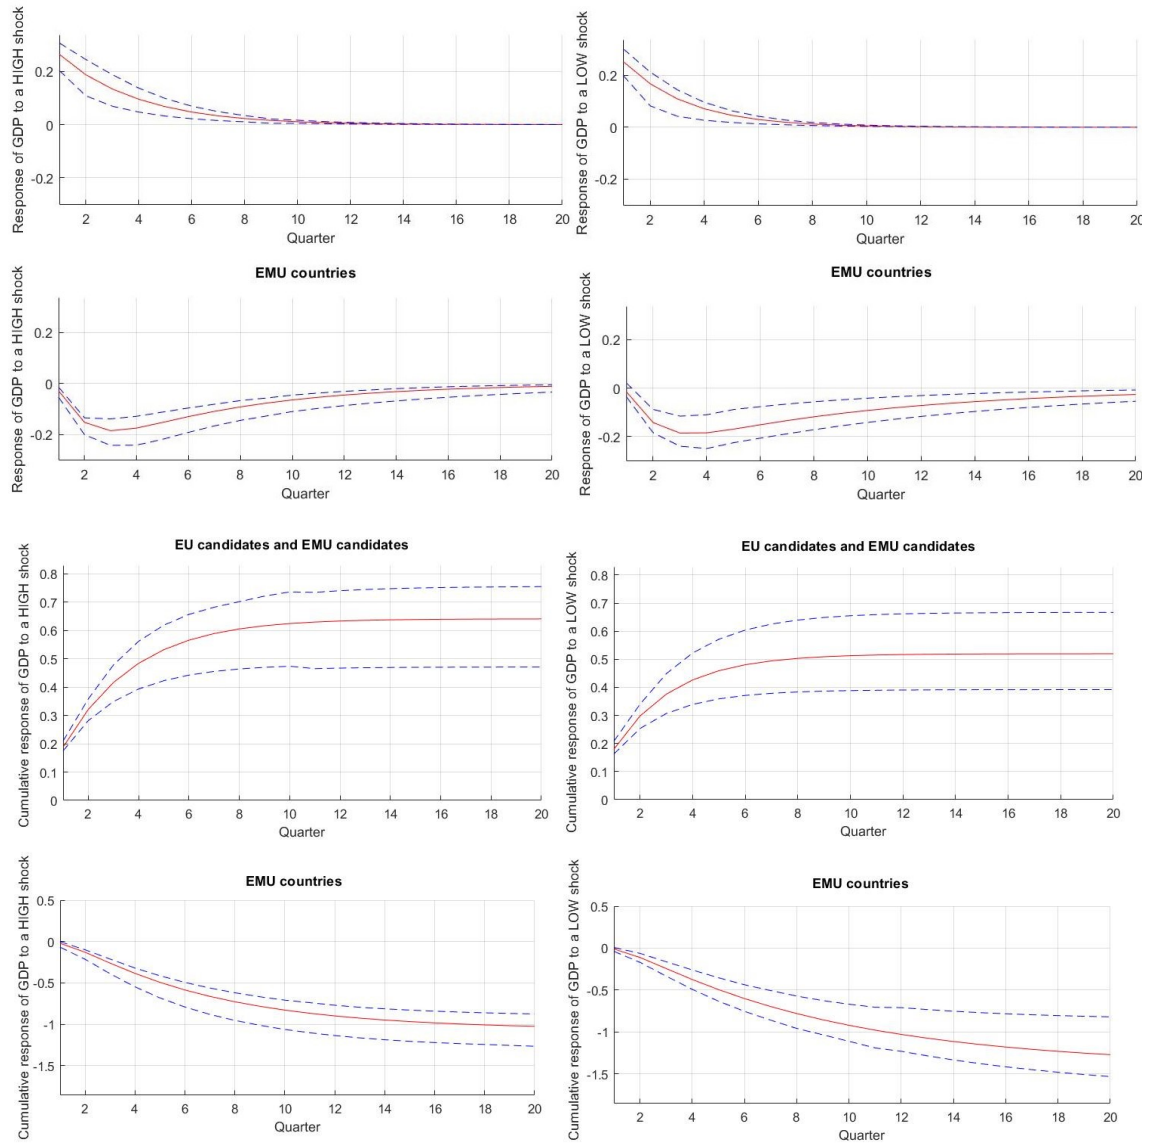 Response of GDP to a HIGH shock
0.2
0
-0.2
2 4 6 8 10 12 14 16 18 20
Quarter
Response of GDP to a LOW shock
0.2
0
-0.2
2 4 6 8 10 12 14 16 18 20
Quarter
EMU countries
Response of GDP to a HIGH shock
0.2
0
-0.2
2 4 6 8 10 12 14 16 18 20
Quarter
EMU countries
Response of GDP to a LOW shock
0.2
0
-0.2
2 4 6 8 10 12 14 16 18 20
Quarter
EU candidates and EMU candidates
Cumulative response of GDP to a HIGH shock
0.8
0.7
0.6
0.5
0.4
0.3
0.2
0.1
0
2 4 6 8 10 12 14 16 18 20
Quarter
EU candidates and EMU candidates
Cumulative response of GDP to a LOW shock
0.8
0.7
0.6
0.5
0.4
0.3
0.2
0.1
0
2 4 6 8 10 12 14 16 18 20
Quarter
EMU countries
Cumulative response of GDP to a HIGH shock
0.5
0
-0.5
-1
-1.5
2 4 6 8 10 12 14 16 18 20
Quarter
EMU countries
Cumulative response of GDP to a LOW shock
0.5
0
-0.5
-1
-1.5
2 4 6 8 10 12 14 16 18 20
Quarter